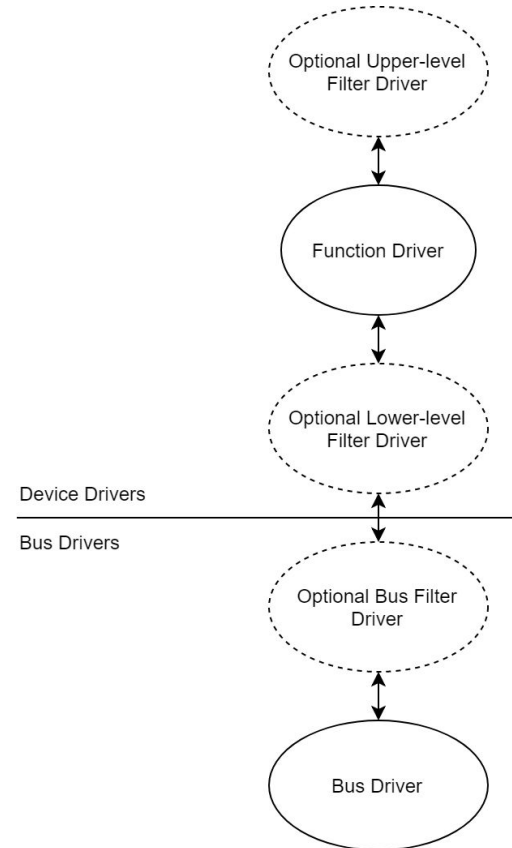 Optional Upper-level
Filter Driver
Function Driver
Optional Lower-level
Filter Driver
Device Drivers
Bus Drivers
Optional Bus Filter
Driver
Bus Driver